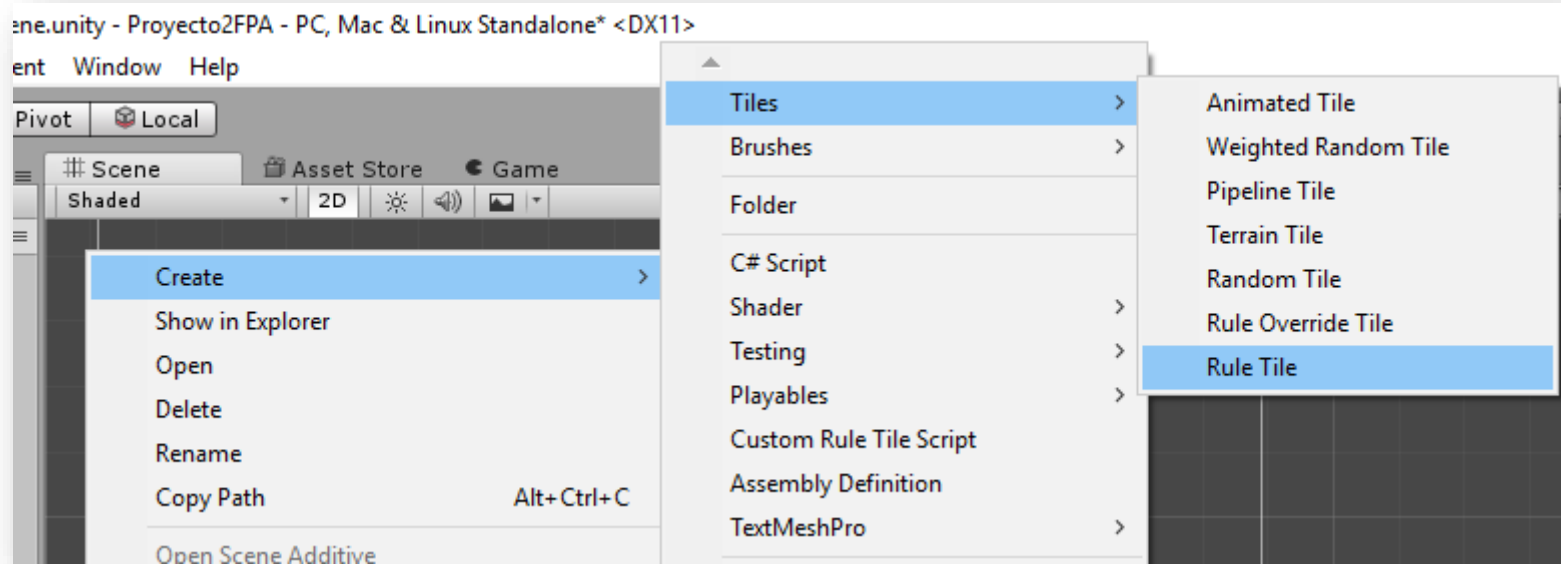 ene.unity - Proyecto2FPA - PC, Mac & Linux Standalone* <DX11>
ent Window Help
Pivot Local
Scene Asset Store Game
Shaded 2D
Create
Show in Explorer
Open
Delete
Rename
Copy Path Alt+Ctrl+C
Open Scene Additive
Tiles
Brushes
Folder
C# Script
Shader
Testing
Playables
Custom Rule Tile Script
Assembly Definition
TextMeshPro
Animated Tile
Weighted Random Tile
Pipeline Tile
Terrain Tile
Random Tile
Rule Override Tile
Rule Tile